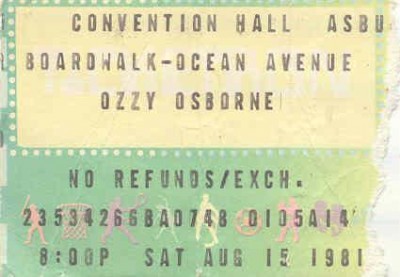 CONVENTION HALL ASBU
BOARDWALK-OCEAN AVENUE
OZZY OSBORNE
NO REFUNDS/EXCH.
23534266BA0748 0105A14
8:00P SAT AUG 15 1981